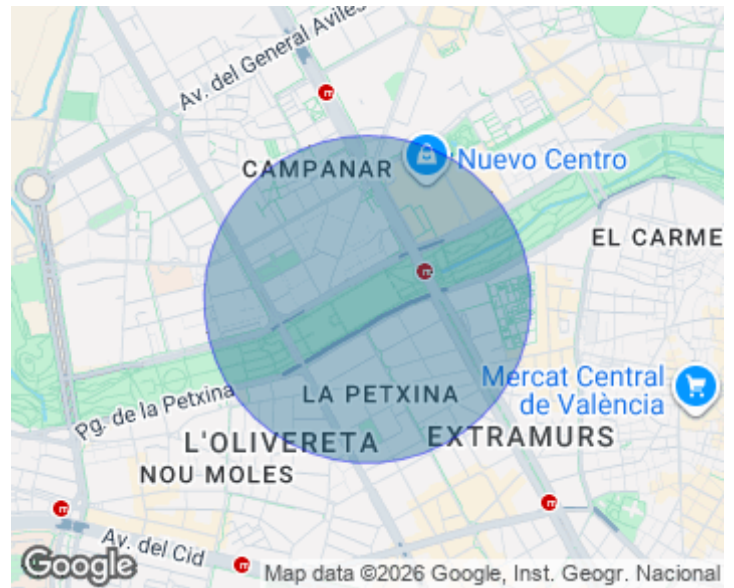 Av. del General Aviles
CAMPANAR
Nuevo Centro
EL CARME
LA PETXINA
Mercat Central
de València
Pg. de la Petxina
L'OLIVERETA
EXTRAMURS
NOU MOLES
Av. del Cid
Google
Map data ©2026 Google, Inst. Geogr. Nacional